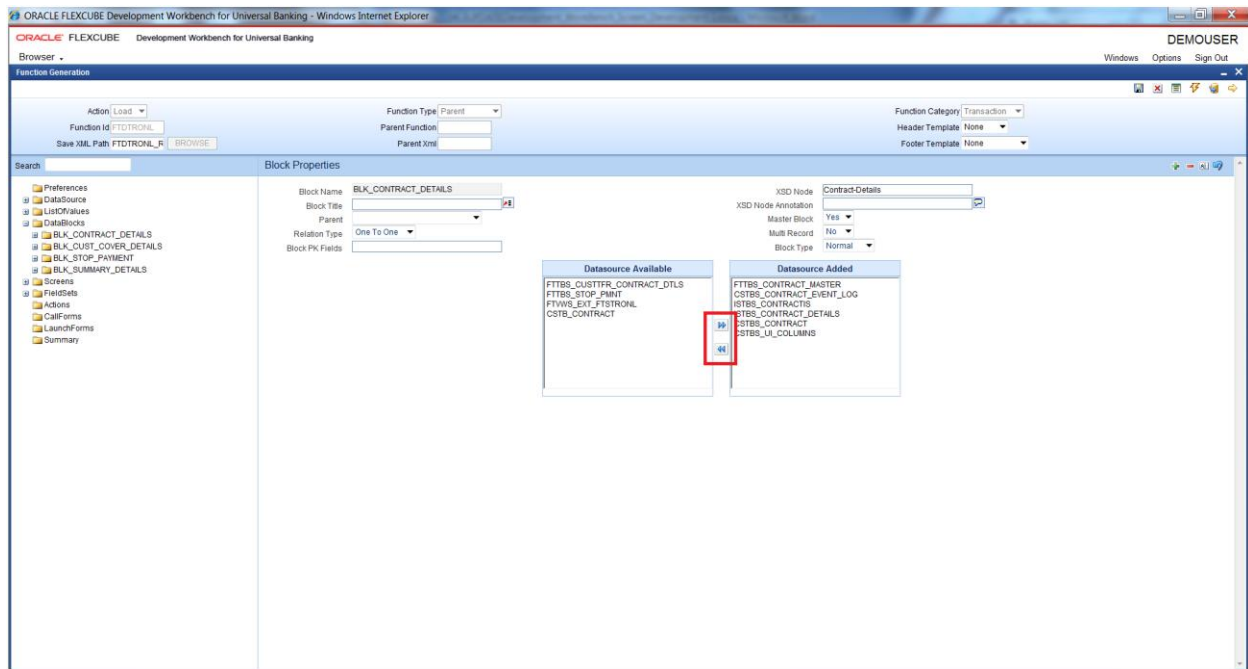 ORACLE FLEXCUBE Development Workbench for Universal Banking - Windows Internet Explorer
ORACLE FLEXCUBE Development Workbench for Universal Banking
DEMOUSER
Browser
Windows Options Sign Out
Function Generation
Action Load
Function Type Parent
Function Category Transaction
Function Id FTDTRONL
Parent Function
Header Template None
Save XML Path FTDTRONL_R BROWSE
Parent Xml
Footer Template None
Search
Block Properties
Preferences
DataSource
ListOfValues
DataBlocks
BLK_CONTRACT_DETAILS
BLK_CUST_COVER_DETAILS
BLK_STOP_PAYMENT
BLK_SUMMARY_DETAILS
Screens
FieldSets
Actions
CallForms
LaunchForms
Summary
Block Name BLK_CONTRACT_DETAILS
Block Title
Parent
Relation Type One To One
Block PK Fields
XSD Node Contract-Details
XSD Node Annotation
Master Block Yes
Multi Record No
Block Type Normal
Datasource Available
FTTBS_CUSTTFR_CONTRACT_DTLS
FTTBS_STOP_PMNT
FTVWS_EXT_FTSTRONL
CSTB_CONTRACT
Datasource Added
FTTBS_CONTRACT_MASTER
CSTBS_CONTRACT_EVENT_LOG
ISTBS_CONTRACTIS
ISTBS_CONTRACT_DETAILS
CSTBS_CONTRACT
CSTBS_UI_COLUMNS